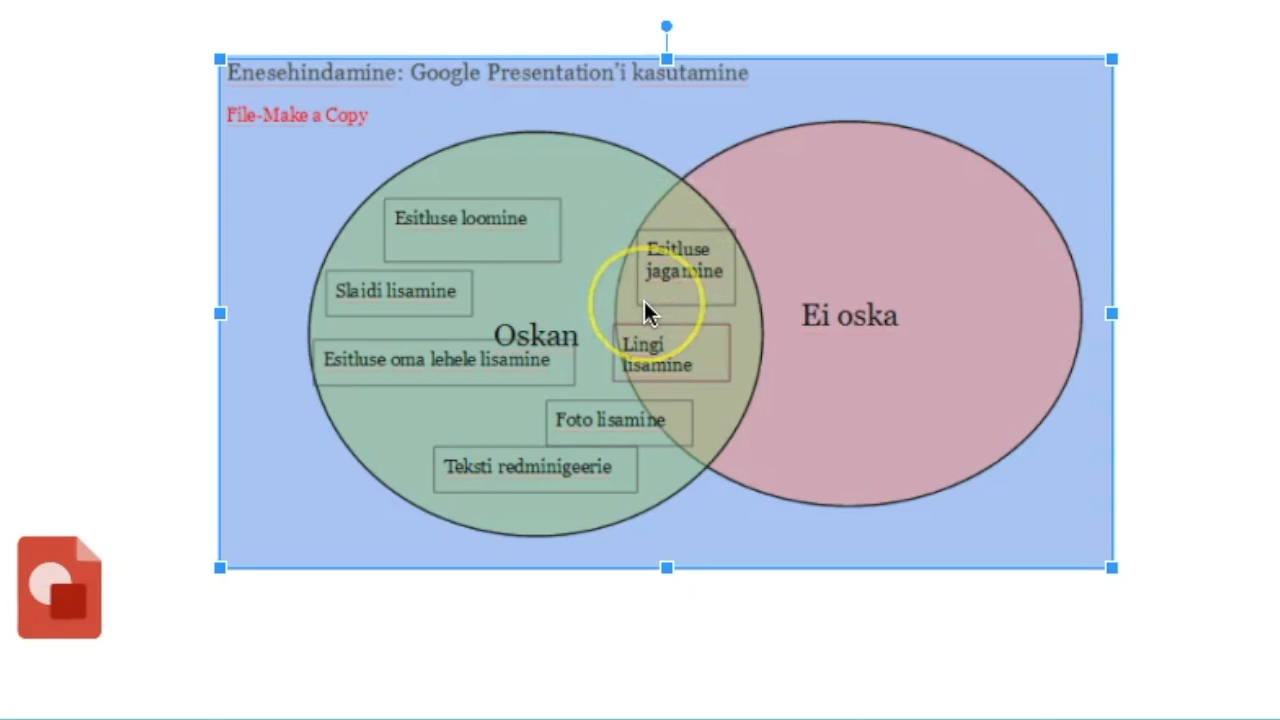 Enesehindamine: Google Presentation'i kasutamine
File-Make a Copy
Esitluse loomine
Slaidi lisamine
Oskan
Esitluse oma lehele lisamine
Foto lisamine
Teksti redminigeerie
Esitluse
jagamine
Lingi
lisamine
Ei oska